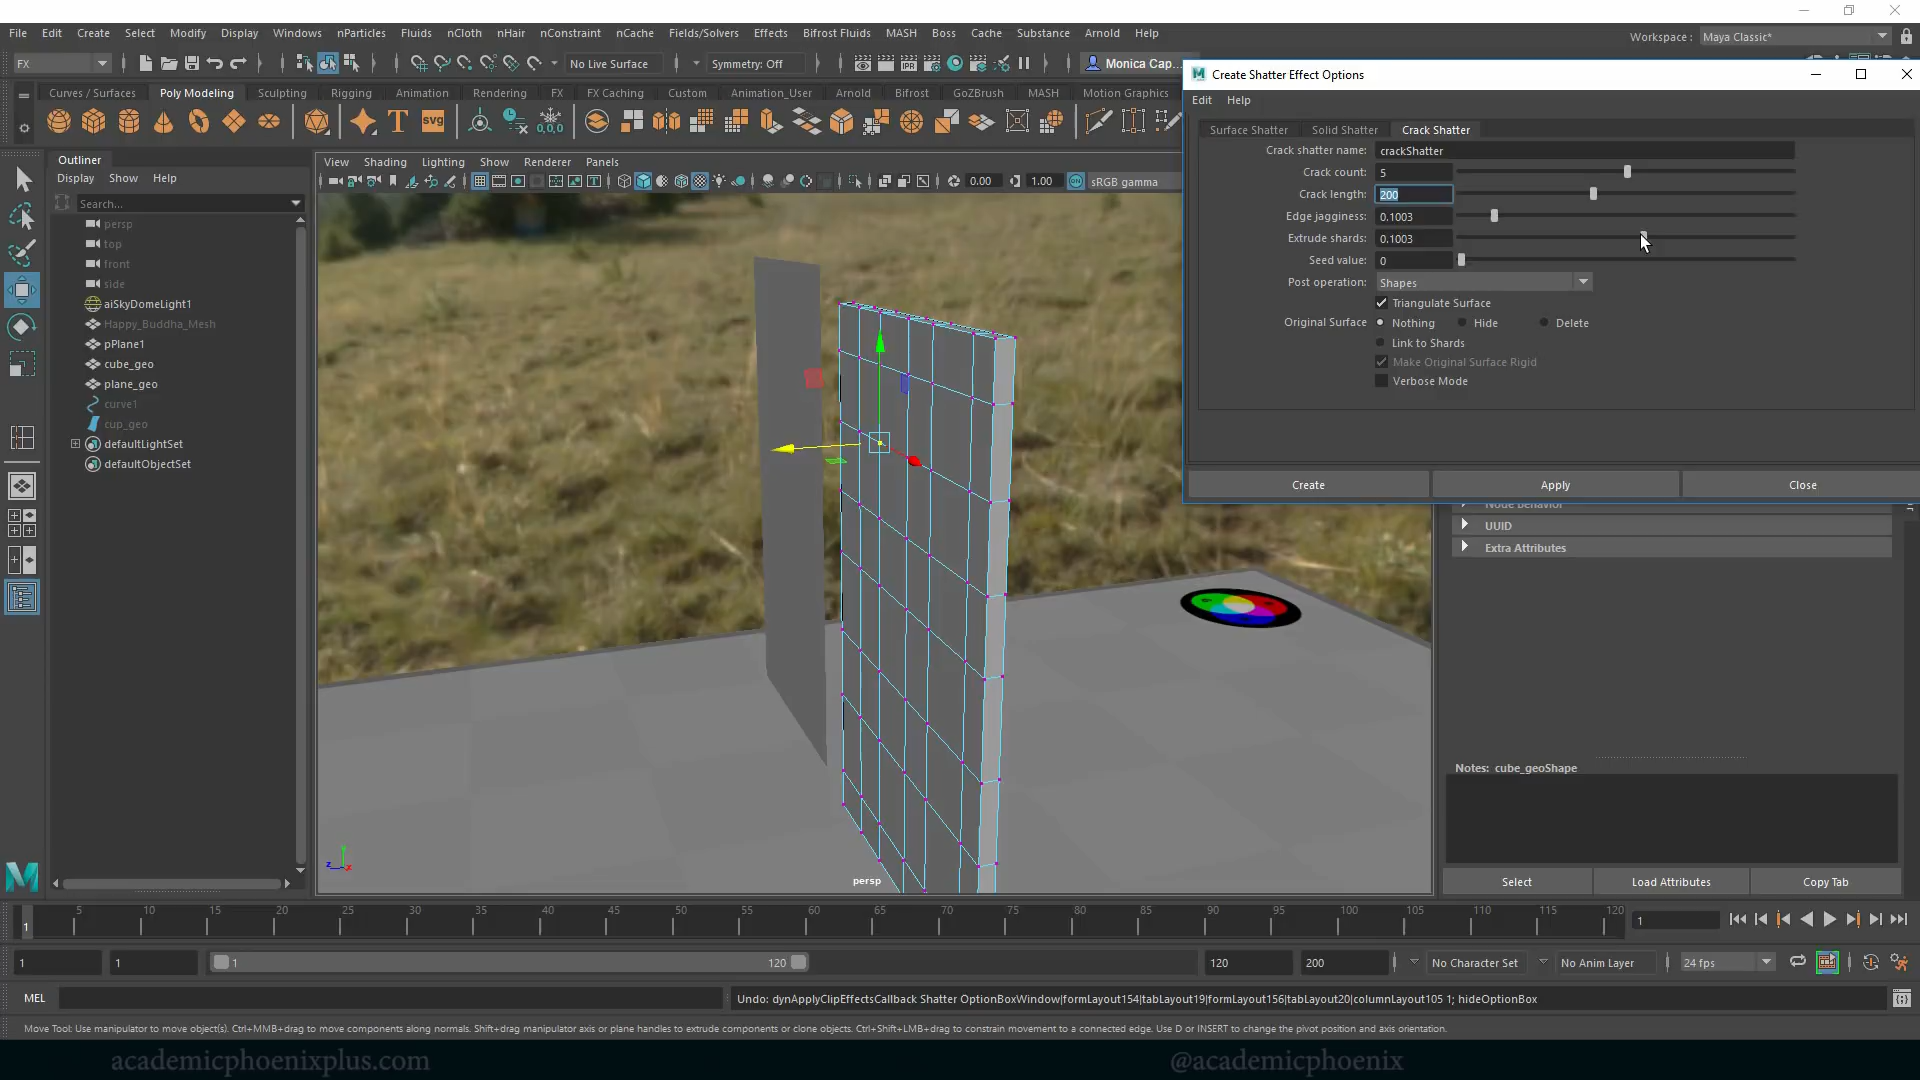 File Edit Create Select Modify Display Windows nParticles Fluids nCloth nHair nConstraint nCache Fields/Solvers Effects Bifrost Fluids MASH Boss Cache Substance Arnold Help
Workspace : Maya Classic*
FX
No Live Surface
Symmetry: Off
Monica Cap...
Curves / Surfaces Poly Modeling Sculpting Rigging Animation Rendering FX FX Caching Custom Animation_User Arnold Bifrost GoZBrush MASH Motion Graphics
T svg 0,0,0
Outliner
Display Show Help
Search...
persp
top
front
side
aiSkyDomeLight1
Happy_Buddha_Mesh
pPlane1
cube_geo
plane_geo
curve1
cup_geo
defaultLightSet
defaultObjectSet
View Shading Lighting Show Renderer Panels
0.00 1.00 sRGB gamma
persp
Create Shatter Effect Options
Edit Help
Surface Shatter Solid Shatter Crack Shatter
Crack shatter name: crackShatter
Crack count: 5
Crack length: 200
Edge jagginess: 0.1003
Extrude shards: 0.1003
Seed value: 0
Post operation: Shapes
Triangulate Surface
Original Surface Nothing Hide Delete
Link to Shards
Make Original Surface Rigid
Verbose Mode
Create Apply Close
Node Behavior
UUID
Extra Attributes
Notes: cube_geoShape
Select Load Attributes Copy Tab
1 5 10 15 20 25 30 35 40 45 50 55 60 65 70 75 80 85 90 95 100 105 110 115 120
1
1 1 1 120 120 200 No Character Set No Anim Layer 24 fps
MEL
Undo: dynApplyClipEffectsCallback Shatter OptionBoxWindow|formLayout154|tabLayout19|formLayout156|tabLayout20|columnLayout105 1; hideOptionBox
Move Tool: Use manipulator to move object(s). Ctrl+MMB+drag to move components along normals. Shift+drag manipulator axis or plane handles to extrude components or clone objects. Ctrl+Shift+LMB+drag to constrain movement to a connected edge. Use D or INSERT to change the pivot position and axis orientation.
academicphoenixplus.com
@academicphoenix